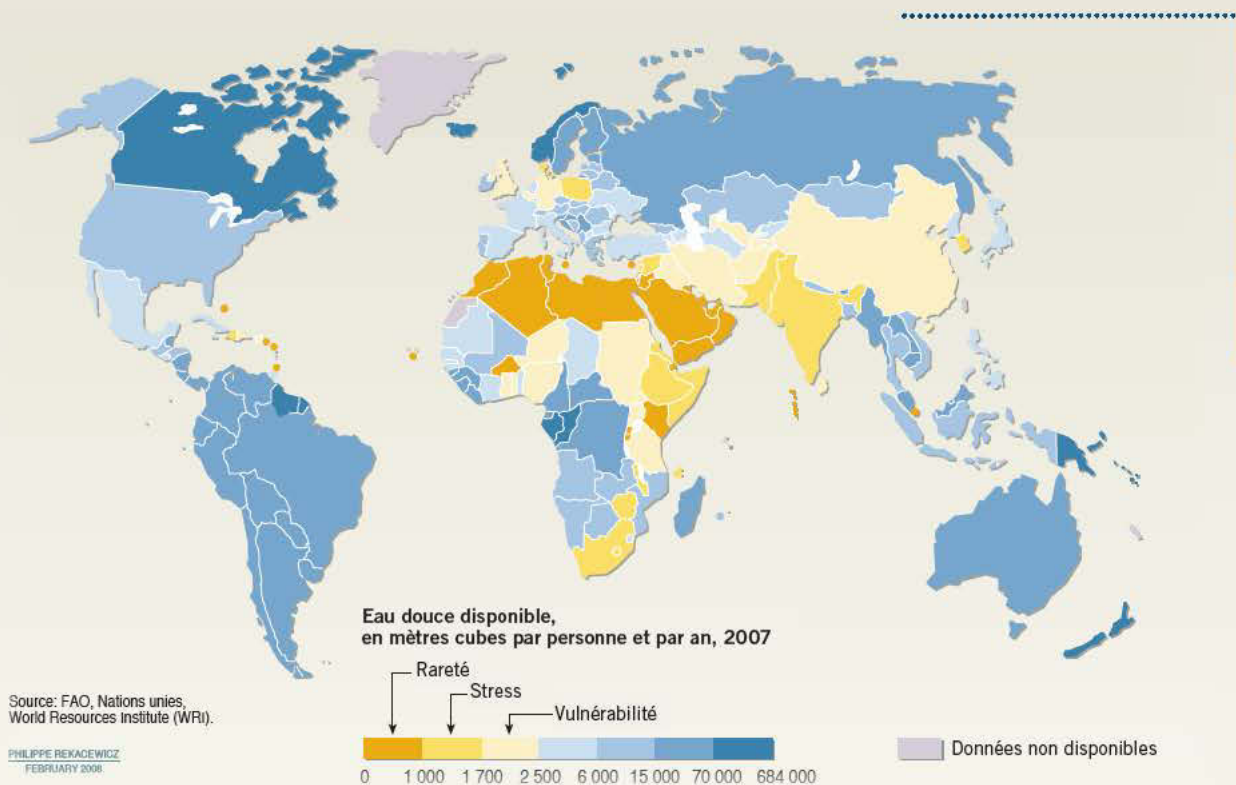 Eau douce disponible,
en mètres cubes par personne et par an, 2007
Rareté
Stress
Vulnérabilité
0 1 000 1 700 2 500 6 000 15 000 70 000 684 000
Données non disponibles
Source: FAO, Nations unies,
World Resources Institute (WRI).
PHILIPPE REKACEWICZ
FEBRUARY 2008